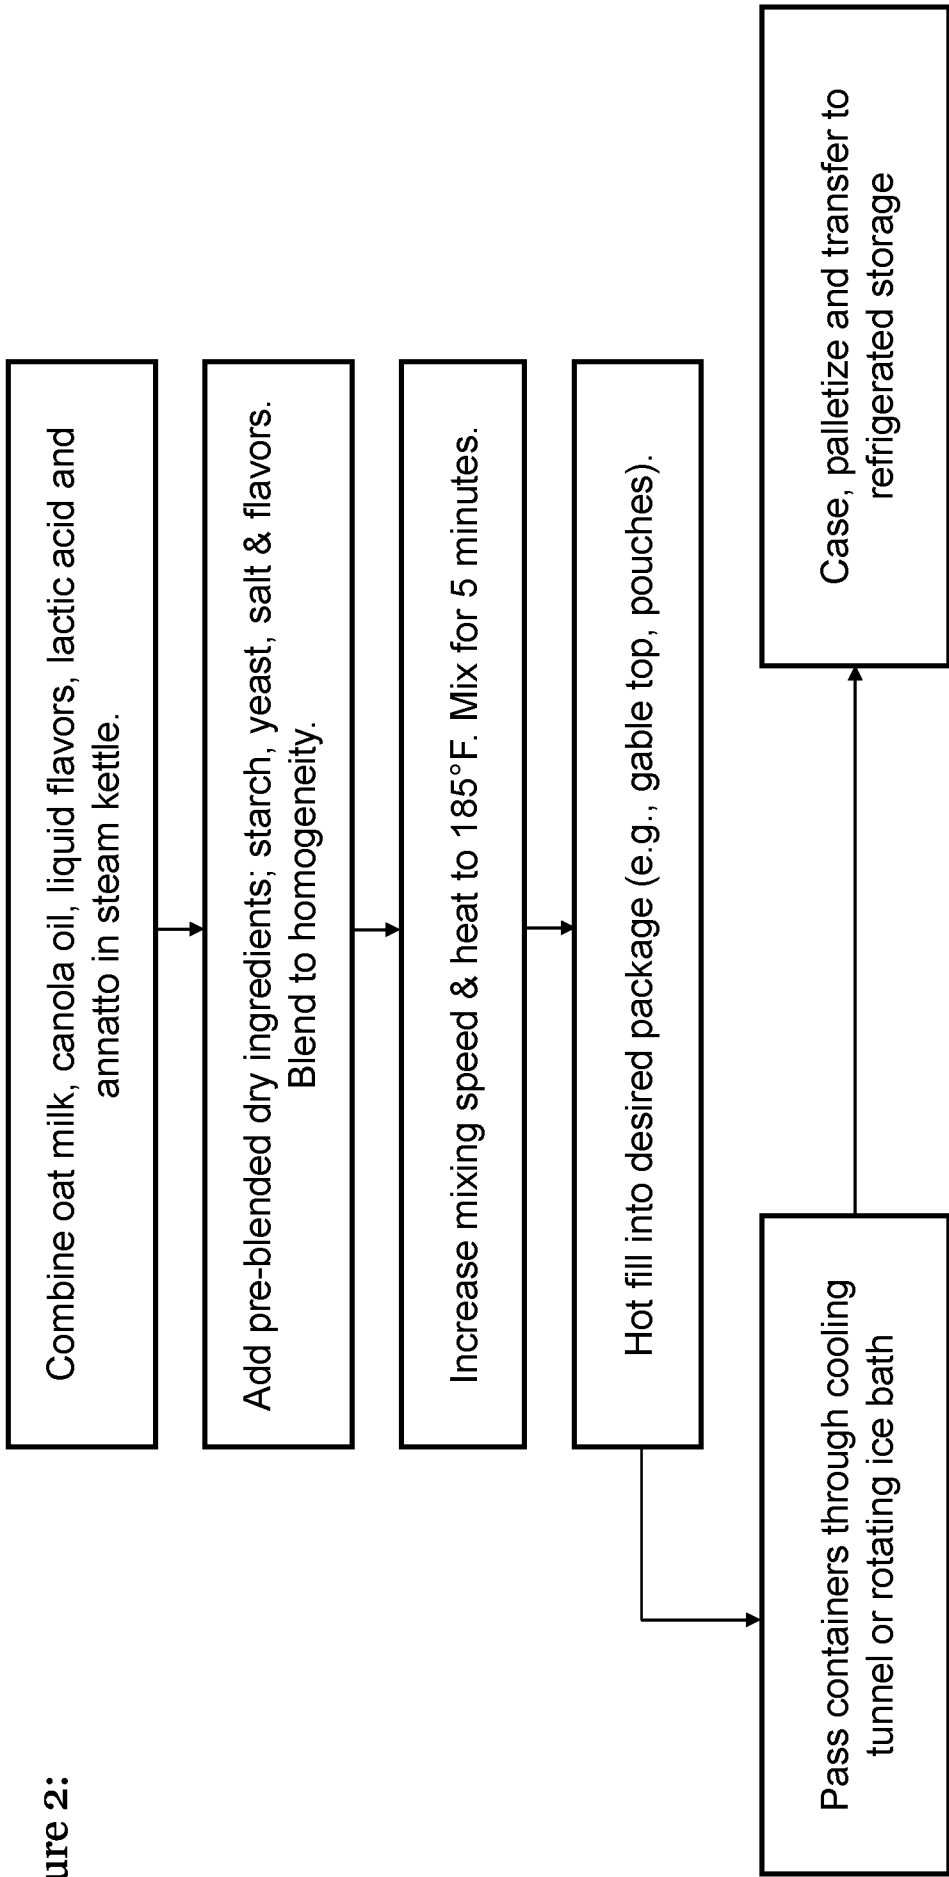 ure 2:
Combine oat milk, canola oil, liquid flavors, lactic acid and
annatto in steam kettle.
Add pre-blended dry ingredients; starch, yeast, salt & flavors.
Blend to homogeneity.
Increase mixing speed & heat to 185°F. Mix for 5 minutes.
Hot fill into desired package (e.g., gable top, pouches).
Pass containers through cooling
tunnel or rotating ice bath
Case, palletize and transfer to
refrigerated storage